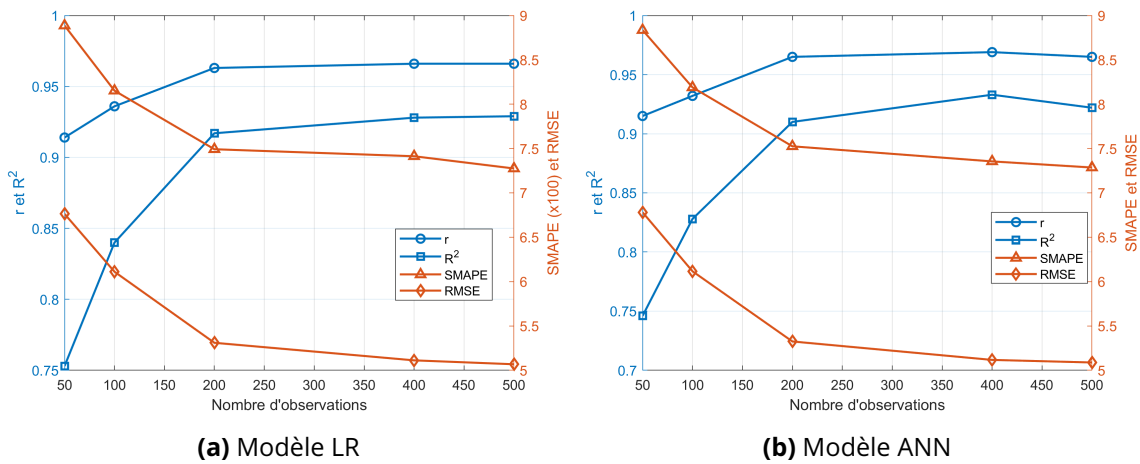 1
0.95
0.9
0.85
0.8
0.75
r et R²
9
8.5
8
7.5
7
6.5
6
5.5
5
SMAPE (x100) et RMSE
50 100 150 200 250 300 350 400 450 500
Nombre d'observations
r
R²
SMAPE
RMSE
(a) Modèle LR
1
0.95
0.9
0.85
0.8
0.75
0.7
r et R²
9
8.5
8
7.5
7
6.5
6
5.5
5
SMAPE et RMSE
50 100 150 200 250 300 350 400 450 500
Nombre d'observations
r
R²
SMAPE
RMSE
(b) Modèle ANN